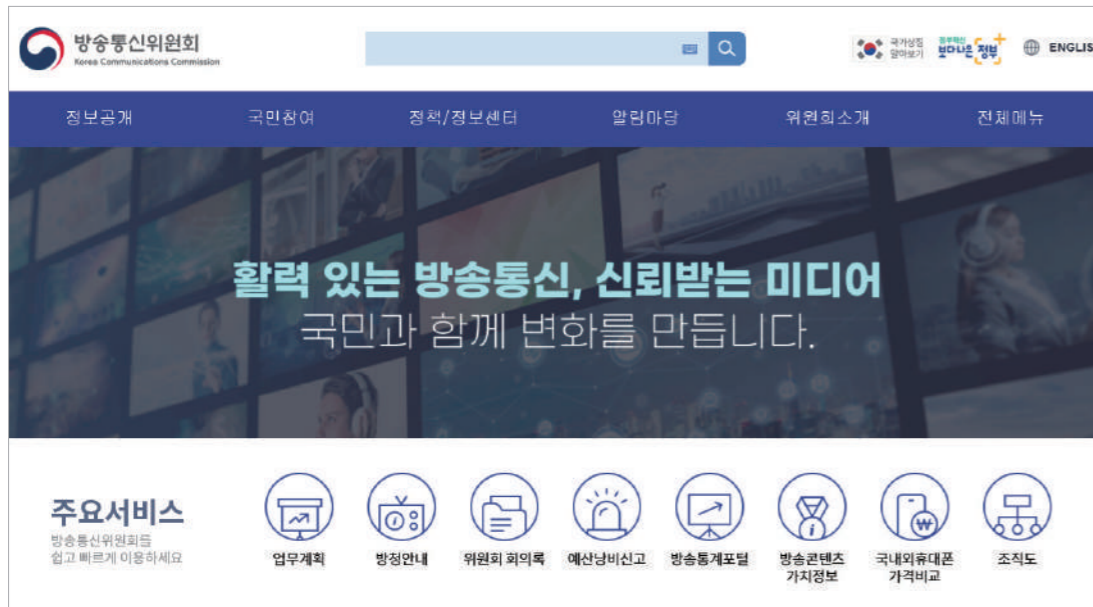 방송통신위원회
Korea Communications Commission
국가상징
알아보기
정부혁신
보다나은 정부
ENGLIS
정보공개
국민참여
정책/정보센터
알림마당
위원회소개
전체메뉴
활력 있는 방송통신, 신뢰받는 미디어
국민과 함께 변화를 만듭니다.
주요서비스
방송통신위원회를
쉽고 빠르게 이용하세요
업무계획
방청안내
위원회 회의록
예산낭비신고
방송통계포털
방송콘텐츠
가치정보
국내외휴대폰
가격비교
조직도